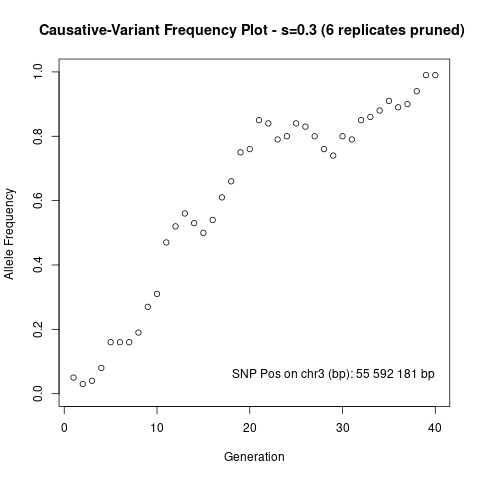 Causative-Variant Frequency Plot - s=0.3 (6 replicates pruned)
Allele Frequency
1.0
0.8
0.6
0.4
0.2
0.0
SNP Pos on chr3 (bp): 55 592 181 bp
0 10 20 30 40
Generation